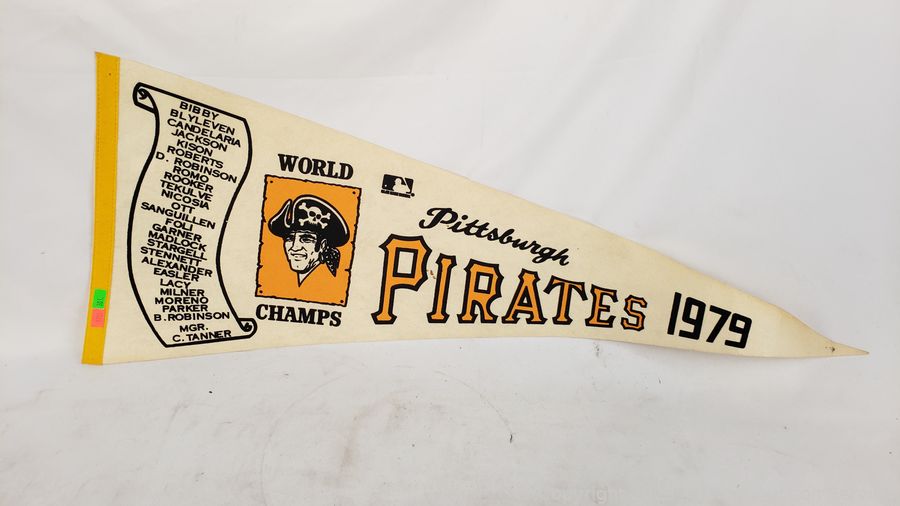 BIBBY
BLYLEVEN
CANDELARIA
JACKSON
KISON
ROBERTS
D. ROBINSON
ROMO
ROOKER
TEKULVE
NICOSIA
OTT
SANGUILLEN
FOLI
GARNER
MADLOCK
STARGELL
STENNETT
ALEXANDER
EASLER
LACY
MILNER
MORENO
PARKER
B. ROBINSON
MGR.
C. TANNER
WORLD
CHAMPS
Pittsburgh
PIRATES
1979